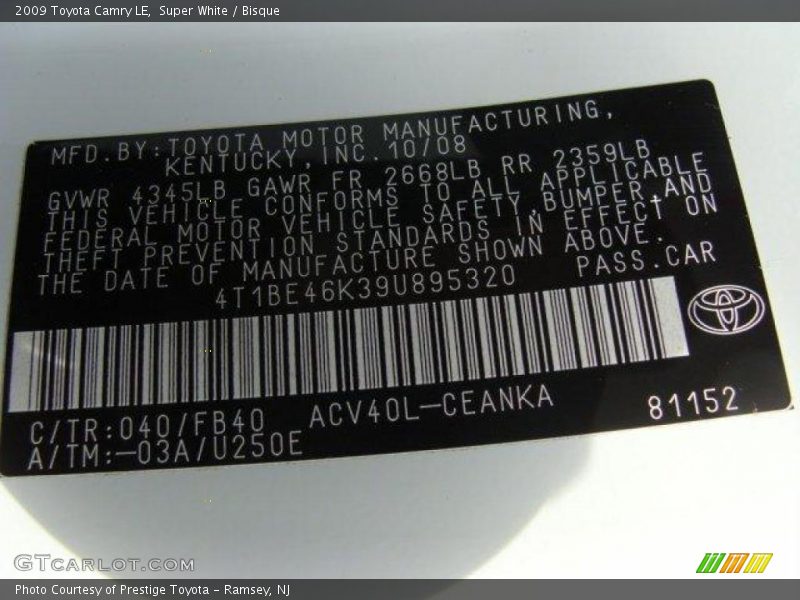 2009 Toyota Camry LE, Super White / Bisque
MFD.BY:TOYOTA MOTOR MANUFACTURING,
KENTUCKY,INC.10/08
GVWR 4345LB GAWR FR 2668LB RR 2359LB
THIS VEHICLE CONFORMS TO ALL APPLICABLE
FEDERAL MOTOR VEHICLE SAFETY,BUMPER,AND
THEFT PREVENTION STANDARDS IN EFFECT ON
THE DATE OF MANUFACTURE SHOWN ABOVE.
4T1BE46K39U895320 PASS.CAR
C/TR:040/FB40 ACV40L-CEANKA 81152
A/TM:-03A/U250E
GTCARLOT.COM
Photo Courtesy of Prestige Toyota - Ramsey, NJ